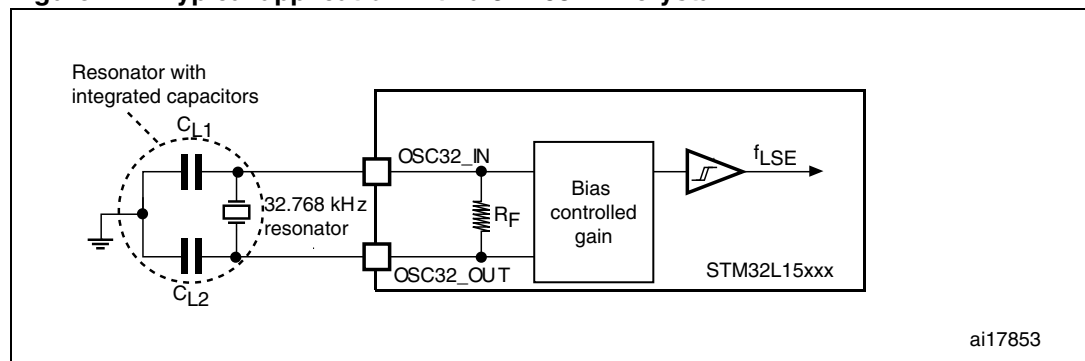 Resonator with
integrated capacitors
CL1
OSC32_IN
fLSE
32.768 kHz
resonator
RF
Bias
controlled
gain
OSC32_OUT
STM32L15xxx
CL2
ai17853